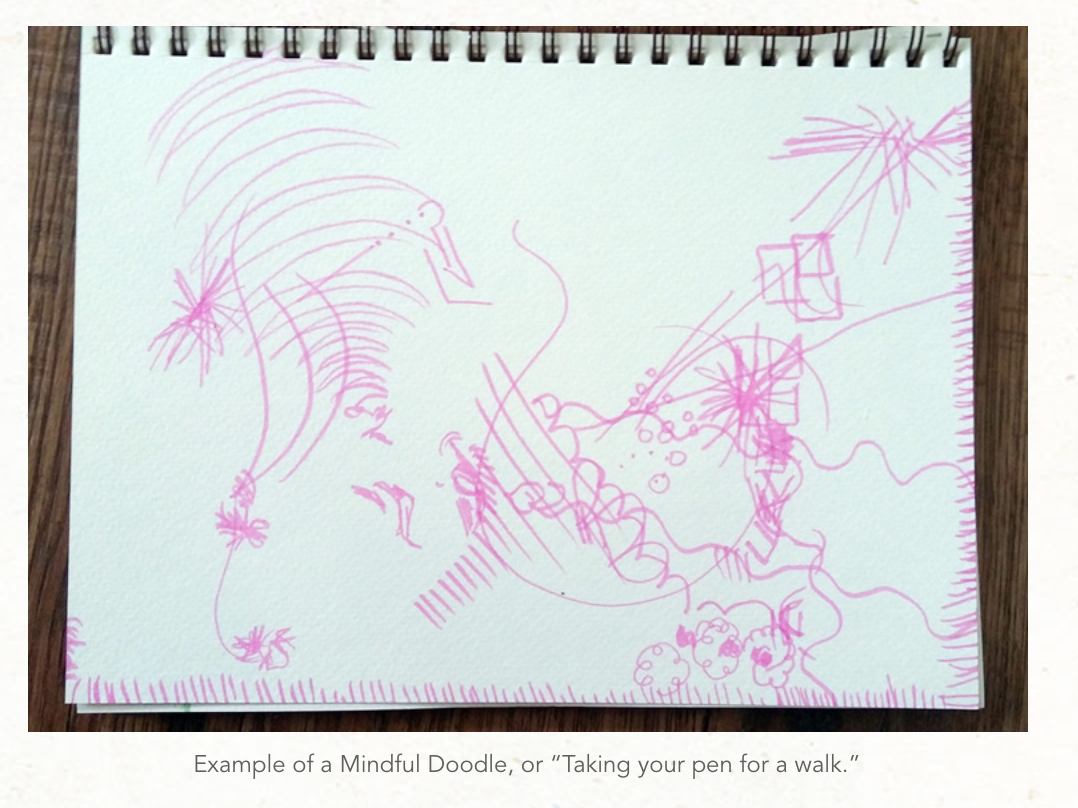 Example of a Mindful Doodle, or “Taking your pen for a walk.”